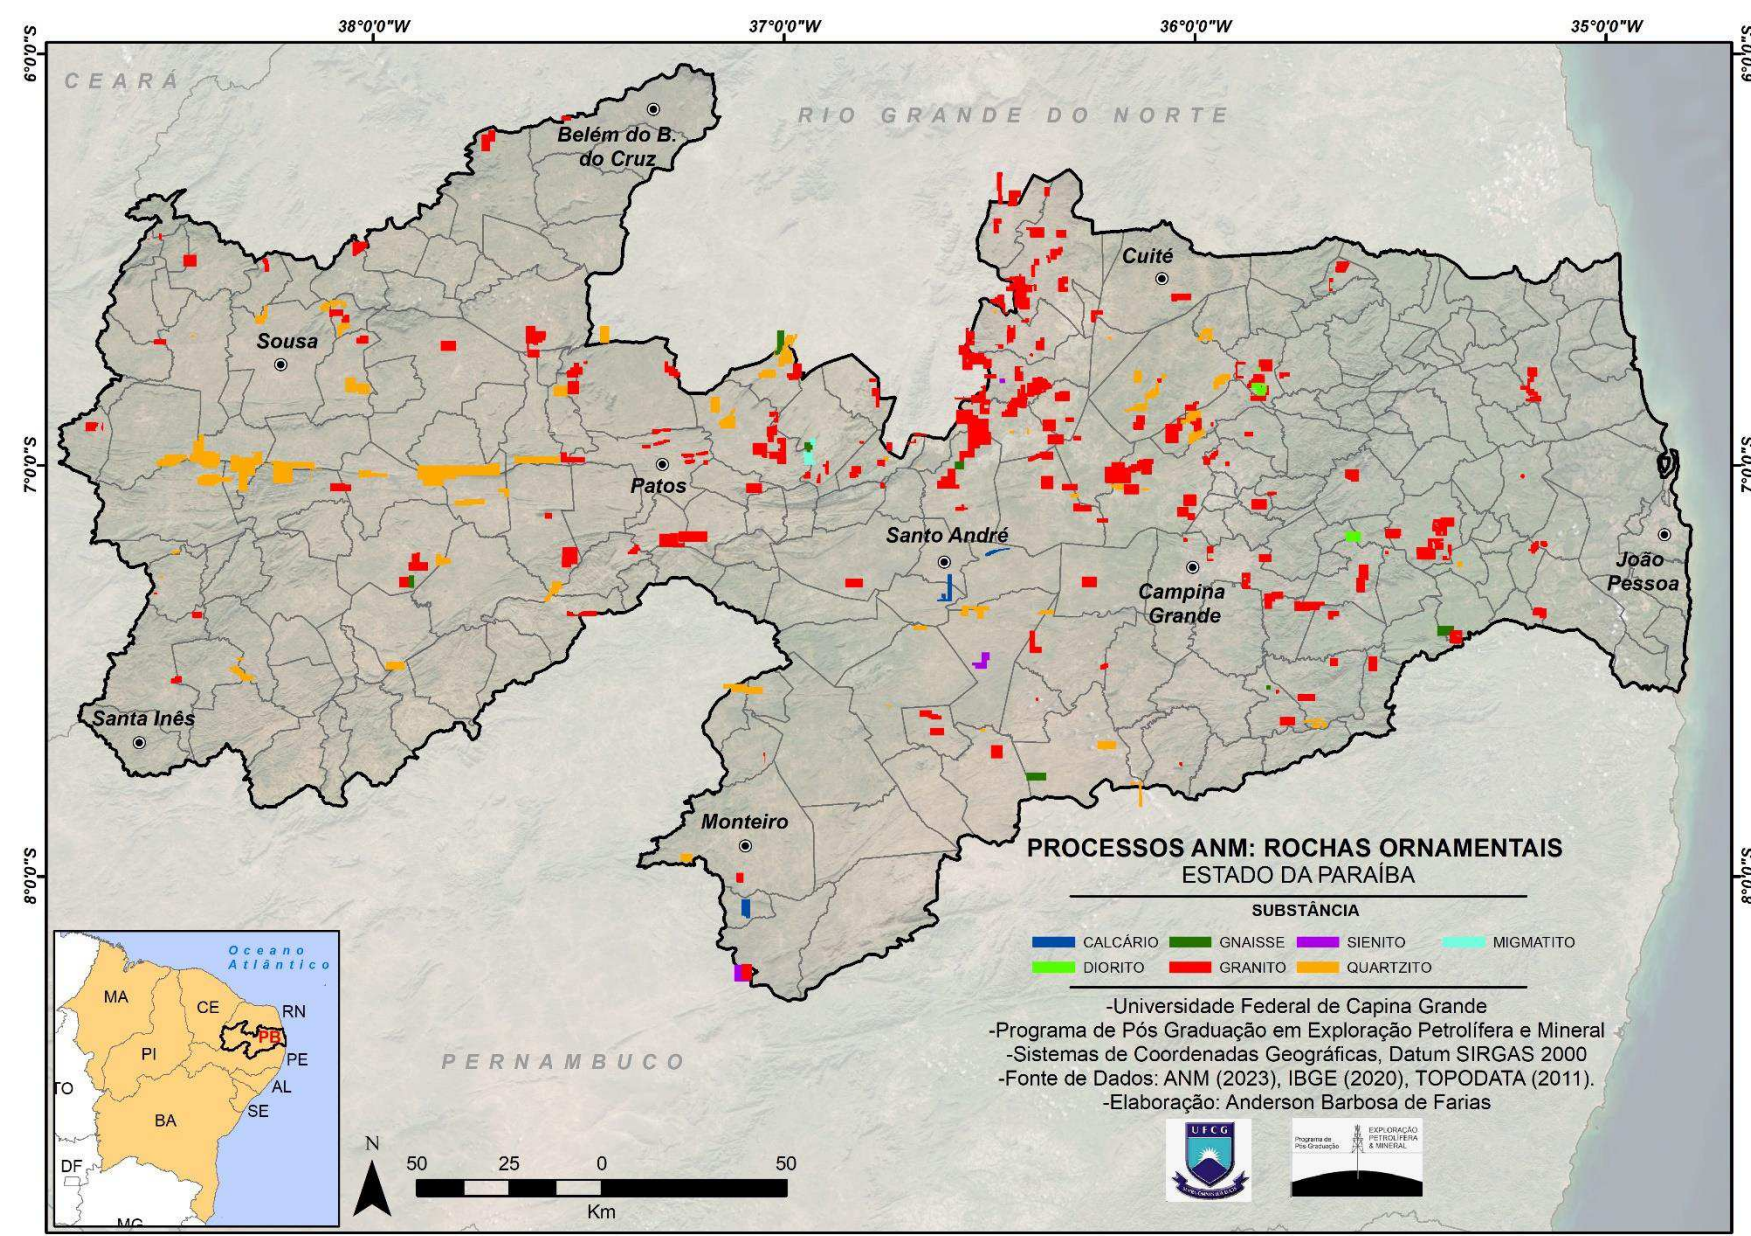 38°0'0"W
37°0'0"W
36°0'0"W
35°0'0"W
6°0'0"S
6°0'0"S
CEARÁ
RIO GRANDE DO NORTE
Belém do B.
do Cruz
Cuité
Sousa
7°0'0"S
7°0'0"S
Patos
Santo André
João
Pessoa
Campina
Grande
Santa Inês
Monteiro
8°0'0"S
8°0'0"S
PROCESSOS ANM: ROCHAS ORNAMENTAIS
ESTADO DA PARAÍBA
SUBSTÂNCIA
CALCÁRIO
GNAISSE
SIENITO
MIGMATITO
DIORITO
GRANITO
QUARTZITO
-Universidade Federal de Capina Grande
-Programa de Pós Graduação em Exploração Petrolífera e Mineral
-Sistemas de Coordenadas Geográficas, Datum SIRGAS 2000
-Fonte de Dados: ANM (2023), IBGE (2020), TOPODATA (2011).
-Elaboração: Anderson Barbosa de Farias
PERNAMBUCO
Oceano
Atlântico
MA
CE
RN
PB
PI
PE
AL
TO
SE
BA
DF
MG
N
50
25
0
50
Km
UFCG
Programa de
Pós-Graduação
EXPLORAÇÃO
PETROLÍFERA
& MINERAL